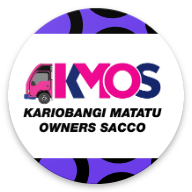 KMOS
KARIOBANGI MATATU
OWNERS SACCO